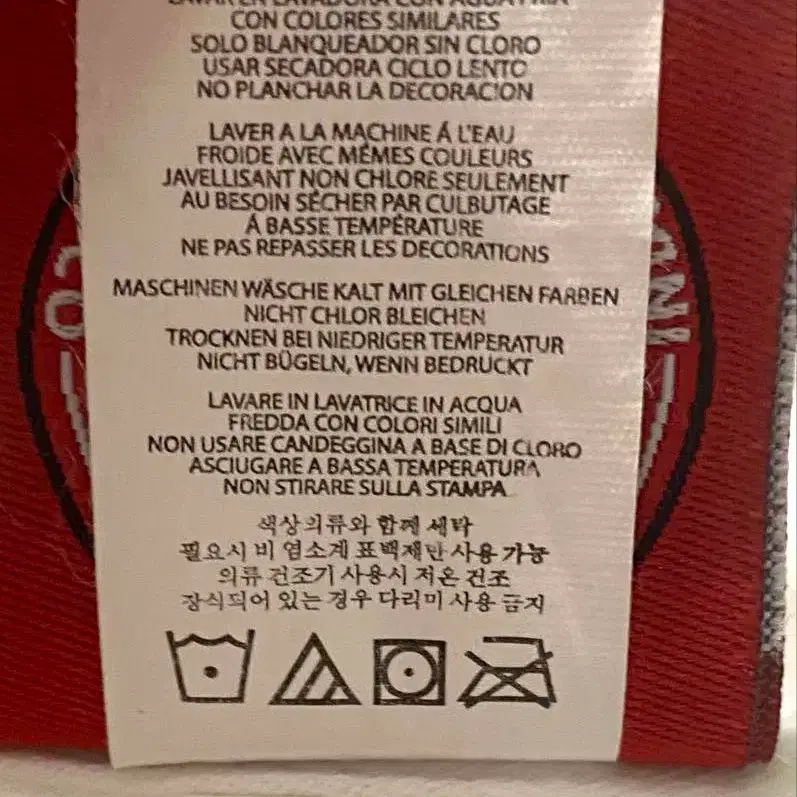 LAVAR EN LAVADORA CON AGUA FRIA
CON COLORES SIMILARES
SOLO BLANQUEADOR SIN CLORO
USAR SECADORA CICLO LENTO
NO PLANCHAR LA DECORACION
LAVER A LA MACHINE Á L'EAU
FROIDE AVEC MÊMES COULEURS
JAVELLISANT NON CHLORE SEULEMENT
AU BESOIN SÉCHER PAR CULBUTAGE
Á BASSE TEMPÉRATURE
NE PAS REPASSER LES DECORATIONS
MASCHINEN WÄSCHE KALT MIT GLEICHEN FARBEN
NICHT CHLOR BLEICHEN
TROCKNEN BEI NIEDRIGER TEMPERATUR
NICHT BÜGELN, WENN BEDRUCKT
LAVARE IN LAVATRICE IN ACQUA
FREDDA CON COLORI SIMILI
NON USARE CANDEGGINA A BASE DI CLORO
ASCIUGARE A BASSA TEMPERATURA
NON STIRARE SULLA STAMPA
색상 의류와 함께 세탁
필요시 비 염소계 표백제만 사용 가능
의류 건조기 사용시 저온 건조
장식되어 있는 경우 다리미 사용 금지